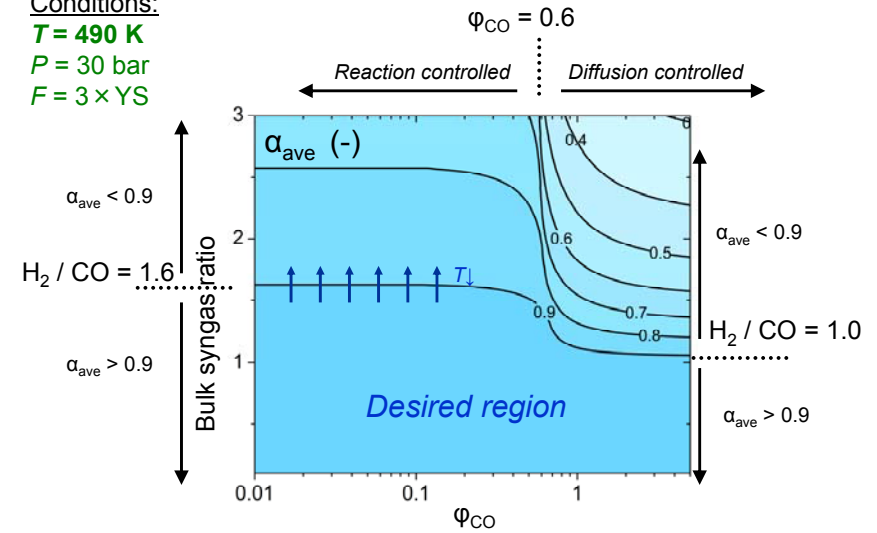 Conditions:
T = 490 K
P = 30 bar
F = 3 × YS
φCO = 0.6
Reaction controlled
Diffusion controlled
αave (-)
3
2
1
0.01
0.1
1
Bulk syngas ratio
φCO
αave < 0.9
H2 / CO = 1.6
αave > 0.9
T↓
0.4
0.5
0.6
0.7
0.8
0.9
Desired region
αave < 0.9
H2 / CO = 1.0
αave > 0.9